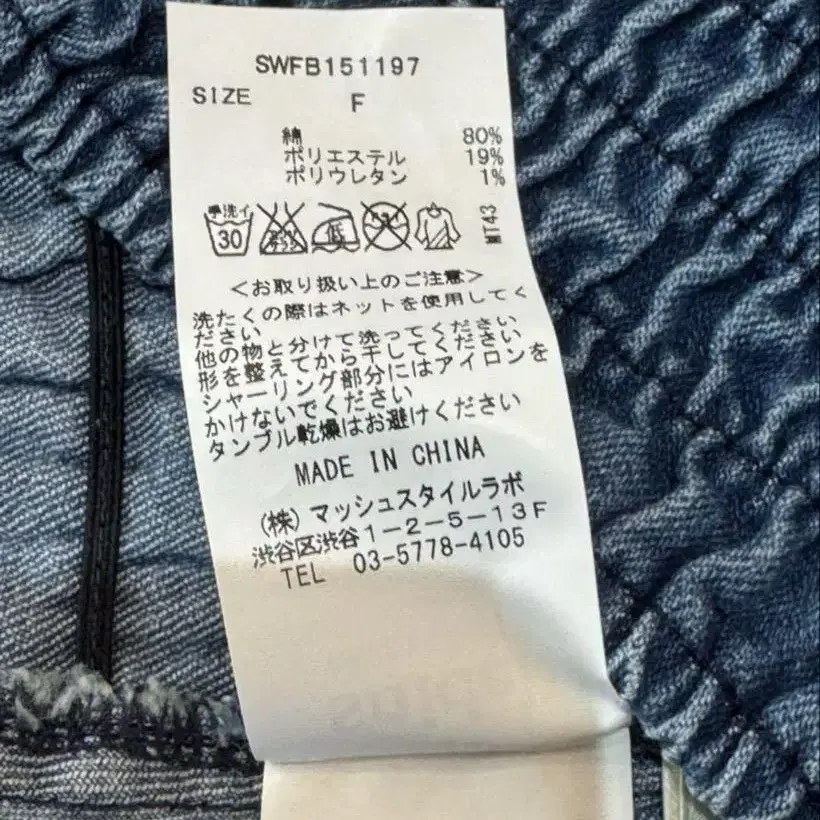 SWFB151197
SIZE F
綿 80%
ポリエステル 19%
ポリウレタン 1%
手洗イ
30
低
MT43
<お取り扱い上のご注意>
洗たくの際はネットを使用してく
ださい
他の物と分けて洗ってください
形を整えてから干してください
シャーリング部分にはアイロンを
かけないでください
タンブル乾燥はお避けください
MADE IN CHINA
(株)マッシュスタイルラボ
渋谷区渋谷1-2-5-13F
TEL 03-5778-4105